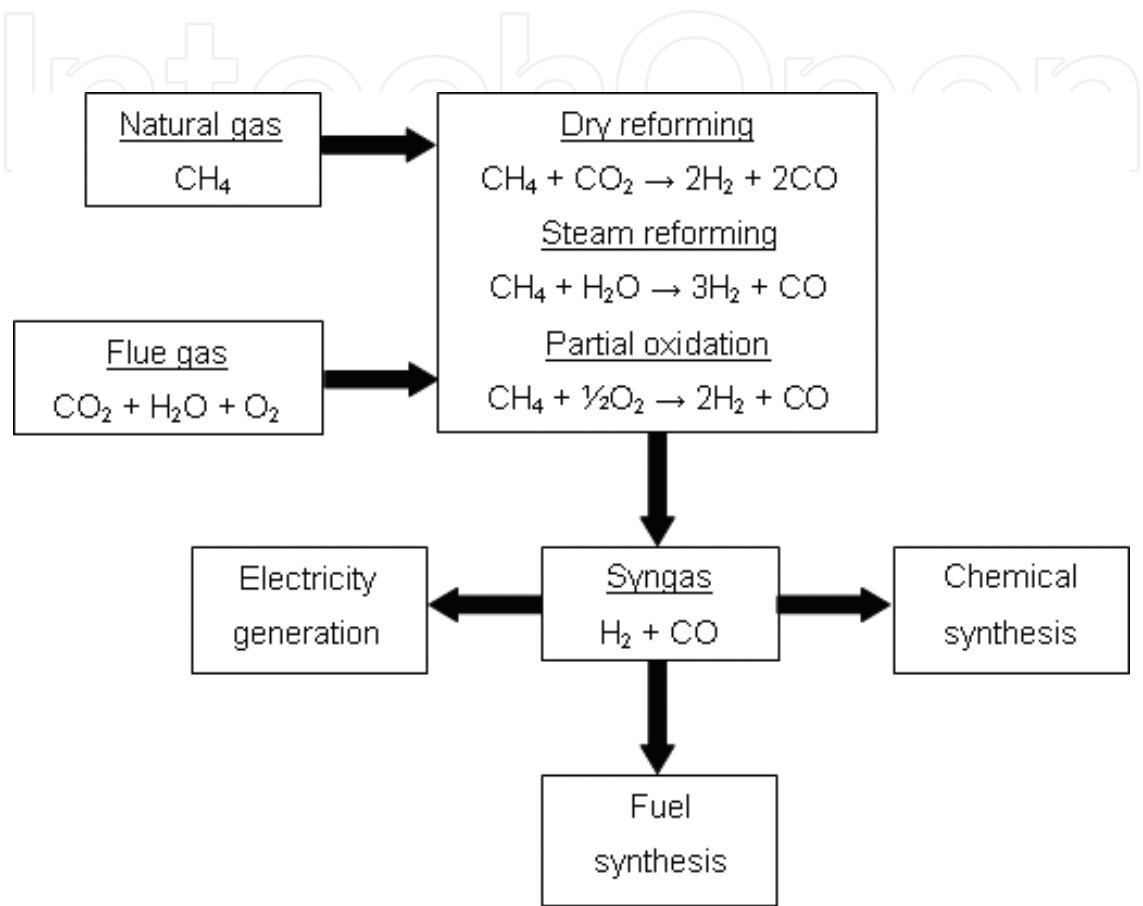 IntechOpen
Natural gas
CH₄
Dry reforming
CH₄ + CO₂ → 2H₂ + 2CO
Steam reforming
CH₄ + H₂O → 3H₂ + CO
Partial oxidation
CH₄ + ½O₂ → 2H₂ + CO
Flue gas
CO₂ + H₂O + O₂
Electricity
generation
Syngas
H₂ + CO
Chemical
synthesis
Fuel
synthesis